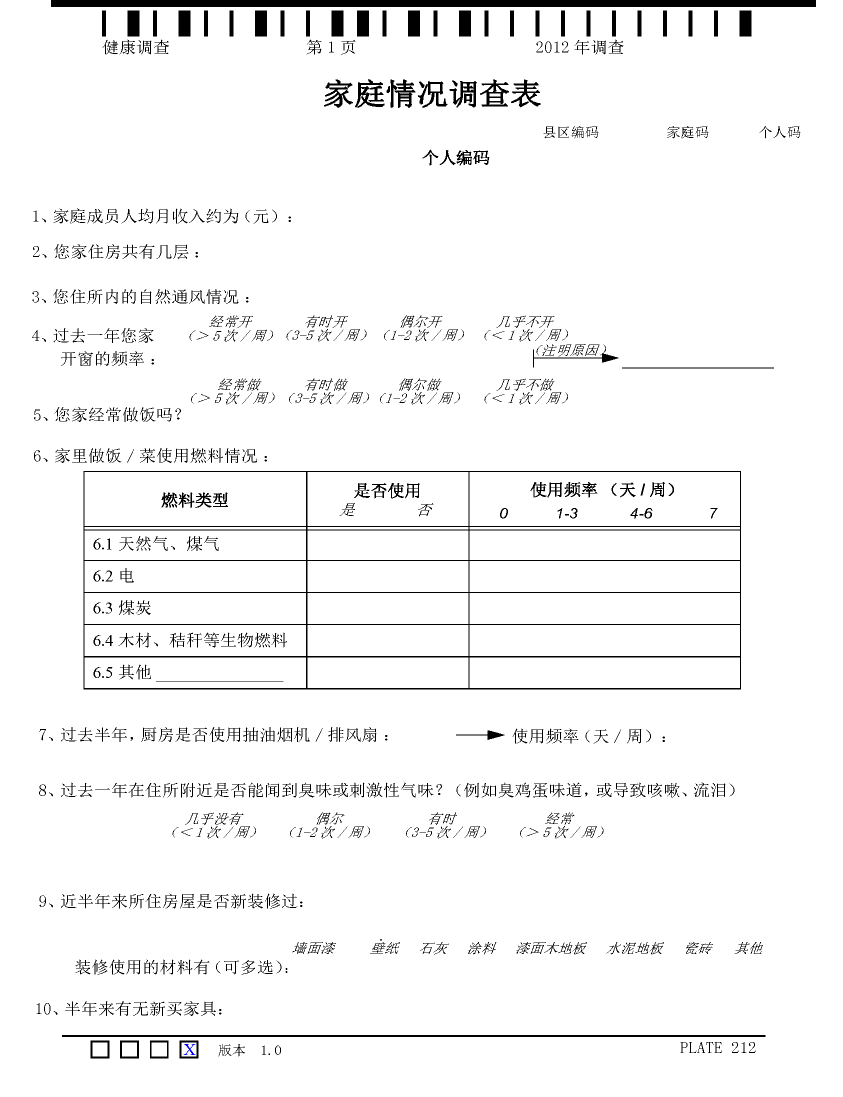 健康调查 第 1 页 2012 年调查
家庭情况调查表
县区编码 家庭码 个人码
个人编码
1、家庭成员人均月收入约为（元）：
2、您家住房共有几层：
3、您住所内的自然通风情况：
经常开 有时开 偶尔开 几乎不开
4、过去一年您家 （＞5 次／周）（3-5 次／周）（1-2 次／周）（＜1 次／周）
（注明原因）
开窗的频率：
经常做 有时做 偶尔做 几乎不做
（＞5 次／周）（3-5 次／周）（1-2 次／周）（＜1 次／周）
5、您家经常做饭吗？
6、家里做饭／菜使用燃料情况：
燃料类型 是否使用 使用频率 （天 / 周）
是 否 0 1-3 4-6 7
6.1 天然气、煤气
6.2 电
6.3 煤炭
6.4 木材、秸秆等生物燃料
6.5 其他
7、过去半年，厨房是否使用抽油烟机／排风扇： 使用频率（天／周）：
8、过去一年在住所附近是否能闻到臭味或刺激性气味？（例如臭鸡蛋味道，或导致咳嗽、流泪）
几乎没有 偶尔 有时 经常
（＜1 次／周） （1-2 次／周） （3-5 次／周） （＞5 次／周）
9、近半年来所住房屋是否新装修过：
墙面漆 壁纸 石灰 涂料 漆面木地板 水泥地板 瓷砖 其他
装修使用的材料有（可多选）：
10、半年来有无新买家具：
X 版本 1.0 PLATE 212